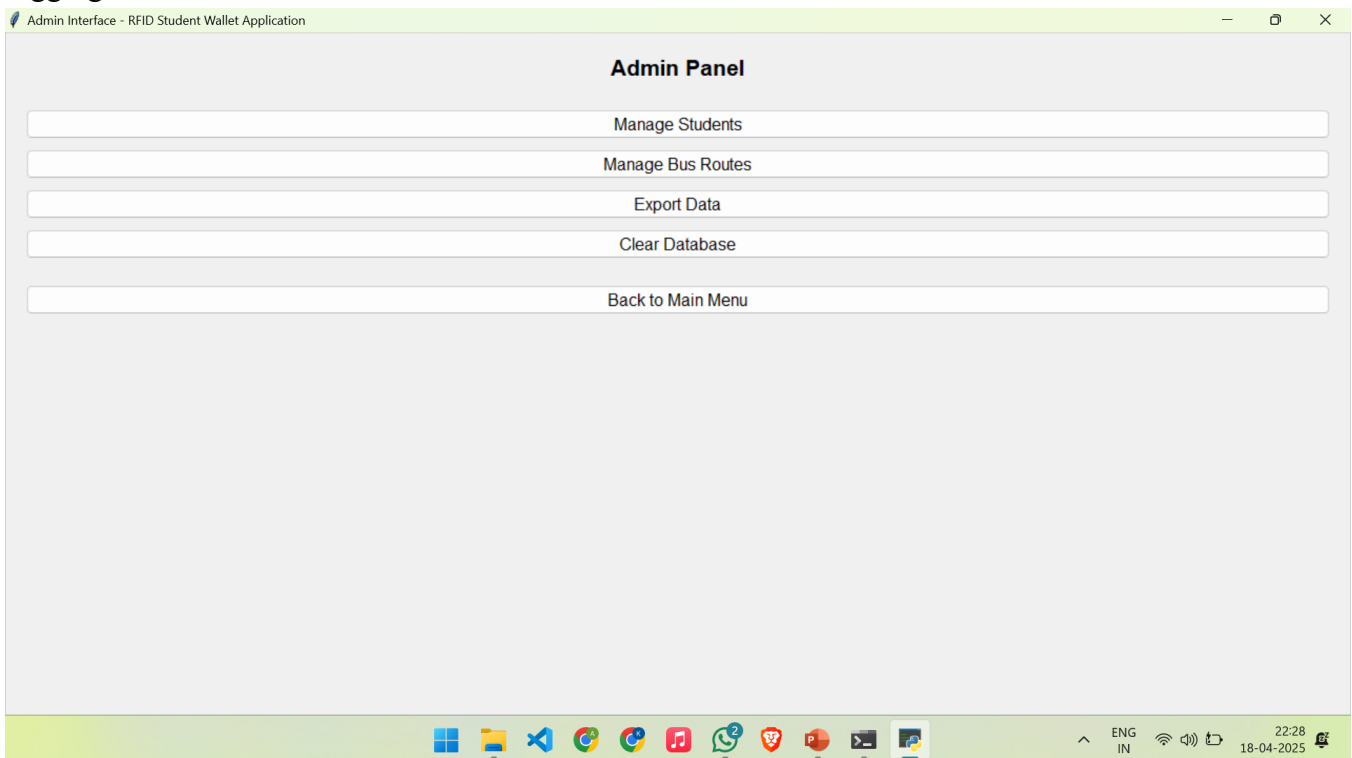 Admin Interface - RFID Student Wallet Application
Admin Panel
Manage Students
Manage Bus Routes
Export Data
Clear Database
Back to Main Menu
2
ENG
IN
22:28
18-04-2025